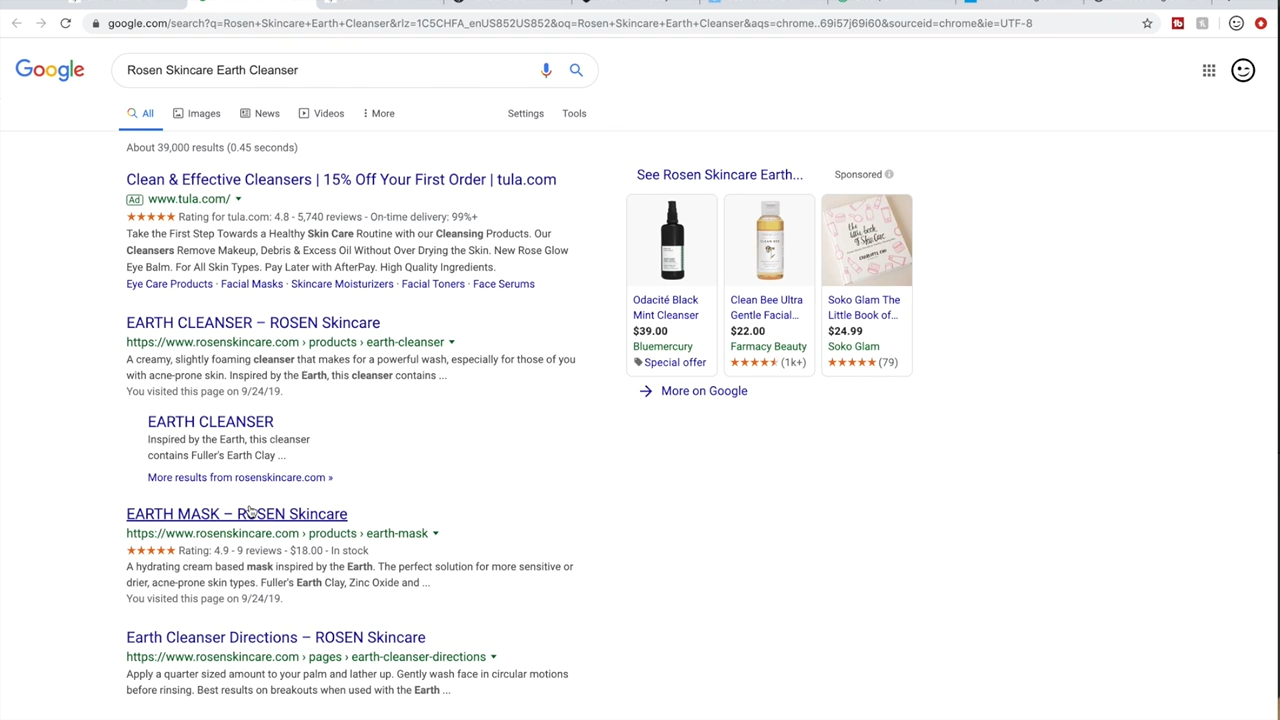 google.com/search?q=Rosen+Skincare+Earth+Cleanser&rlz=1C5CHFA_enUS852US852&oq=Rosen+Skincare+Earth+Cleanser&aqs=chrome..69i57j69i60&sourceid=chrome&ie=UTF-8
Google
Rosen Skincare Earth Cleanser
All
Images
News
Videos
More
Settings
Tools
About 39,000 results (0.45 seconds)
Clean & Effective Cleansers | 15% Off Your First Order | tula.com
Ad www.tula.com/
Rating for tula.com: 4.8 - 5,740 reviews - On-time delivery: 99%+
Take the First Step Towards a Healthy Skin Care Routine with our Cleansing Products. Our
Cleansers Remove Makeup, Debris & Excess Oil Without Over Drying the Skin. New Rose Glow
Eye Balm. For All Skin Types. Pay Later with AfterPay. High Quality Ingredients.
Eye Care Products · Facial Masks · Skincare Moisturizers · Facial Toners · Face Serums
EARTH CLEANSER – ROSEN Skincare
https://www.rosenskincare.com › products › earth-cleanser
A creamy, slightly foaming cleanser that makes for a powerful wash, especially for those of you
with acne-prone skin. Inspired by the Earth, this cleanser contains ...
You visited this page on 9/24/19.
EARTH CLEANSER
Inspired by the Earth, this cleanser
contains Fuller's Earth Clay ...
More results from rosenskincare.com »
EARTH MASK – ROSEN Skincare
https://www.rosenskincare.com › products › earth-mask
Rating: 4.9 - 9 reviews - $18.00 - In stock
A hydrating cream based mask inspired by the Earth. The perfect solution for more sensitive or
drier, acne-prone skin types. Fuller's Earth Clay, Zinc Oxide and ...
You visited this page on 9/24/19.
Earth Cleanser Directions – ROSEN Skincare
https://www.rosenskincare.com › pages › earth-cleanser-directions
Apply a quarter sized amount to your palm and lather up. Gently wash face in circular motions
before rinsing. Best results on breakouts when used with the Earth ...
See Rosen Skincare Earth...
Sponsored
CLEAN BEE
the little book of Skin Care
CHARLOTTE CHO
Odacité Black
Mint Cleanser
$39.00
Bluemercury
Special offer
Clean Bee Ultra
Gentle Facial...
$22.00
Farmacy Beauty
(1k+)
Soko Glam The
Little Book of...
$24.99
Soko Glam
(79)
More on Google